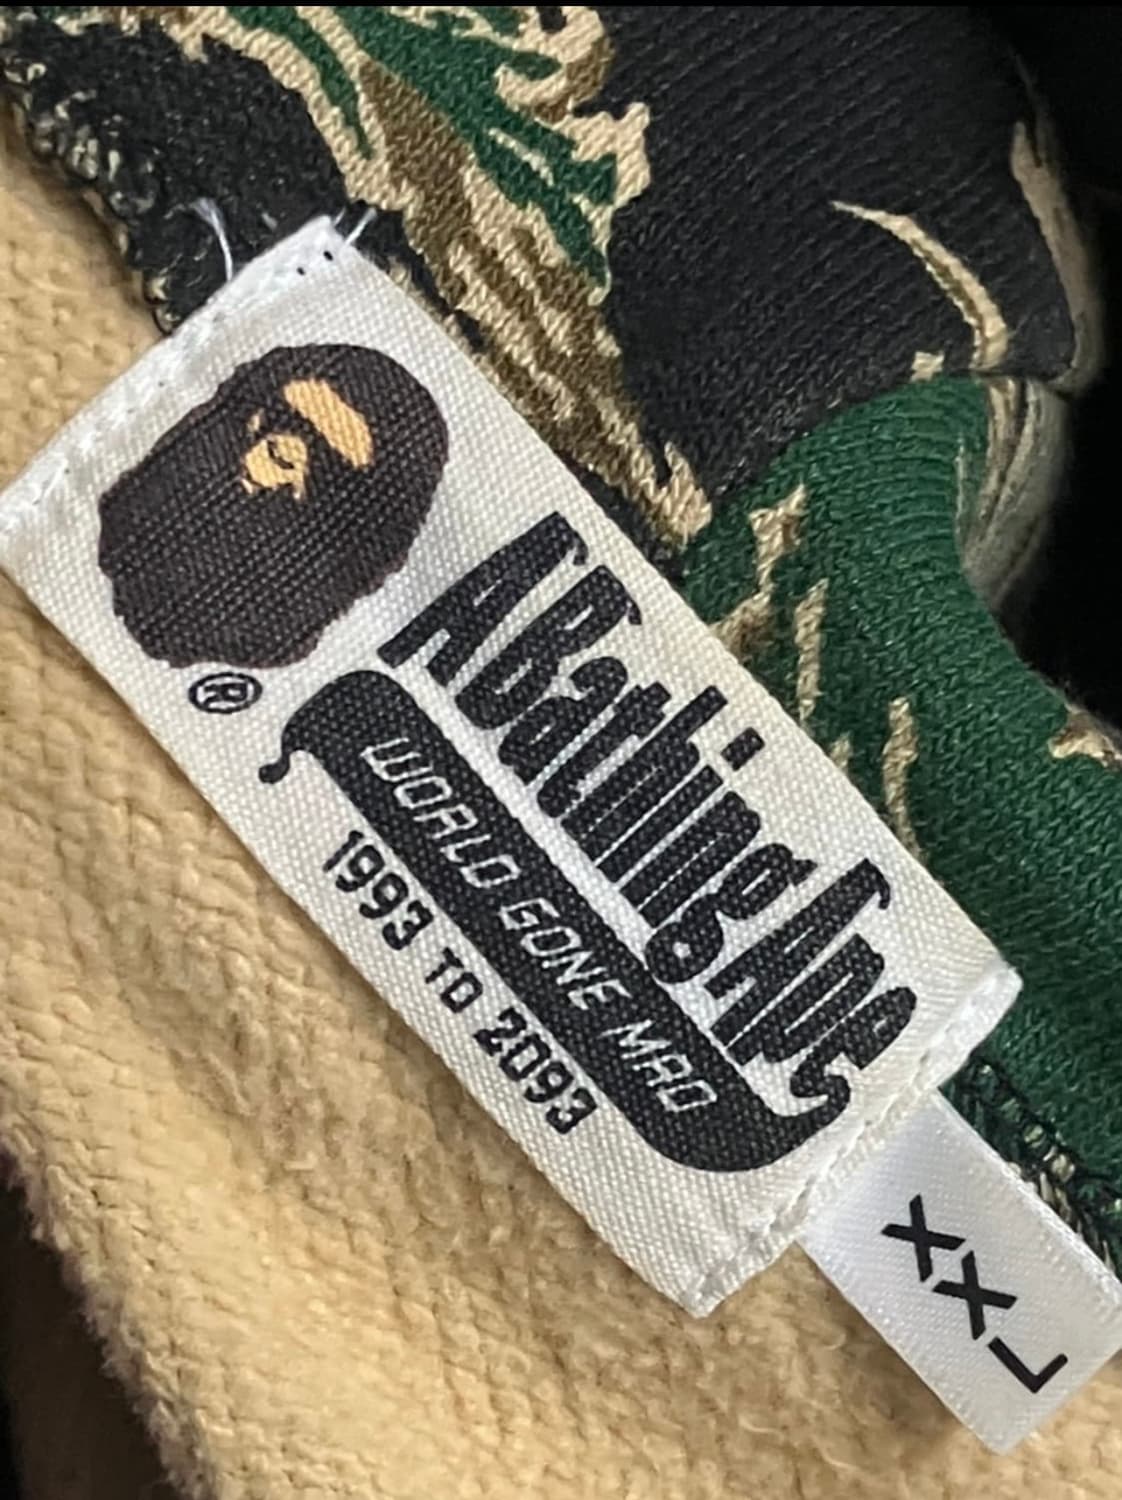 ®
A Bathing Ape
WORLD GONE MAD
1993 TO 2093
XXL